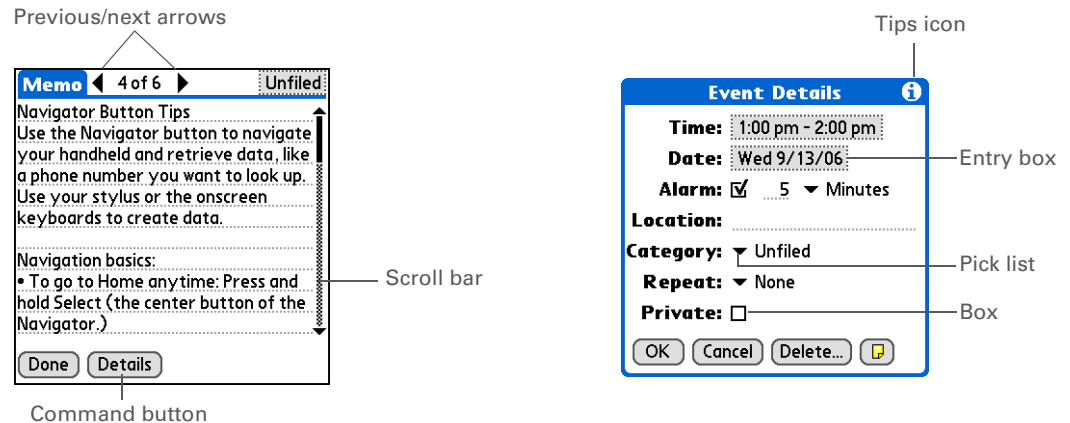 Previous/next arrows
Memo 4 of 6 Unfiled
Navigator Button Tips
Use the Navigator button to navigate
your handheld and retrieve data, like
a phone number you want to look up.
Use your stylus or the onscreen
keyboards to create data.
Navigation basics:
• To go to Home anytime: Press and
hold Select (the center button of the
Navigator.)
Done Details
Scroll bar
Command button
Tips icon
Event Details
Time: 1:00 pm - 2:00 pm
Date: Wed 9/13/06
Entry box
Alarm: 5 Minutes
Location:
Category: Unfiled
Pick list
Repeat: None
Private:
Box
OK Cancel Delete...